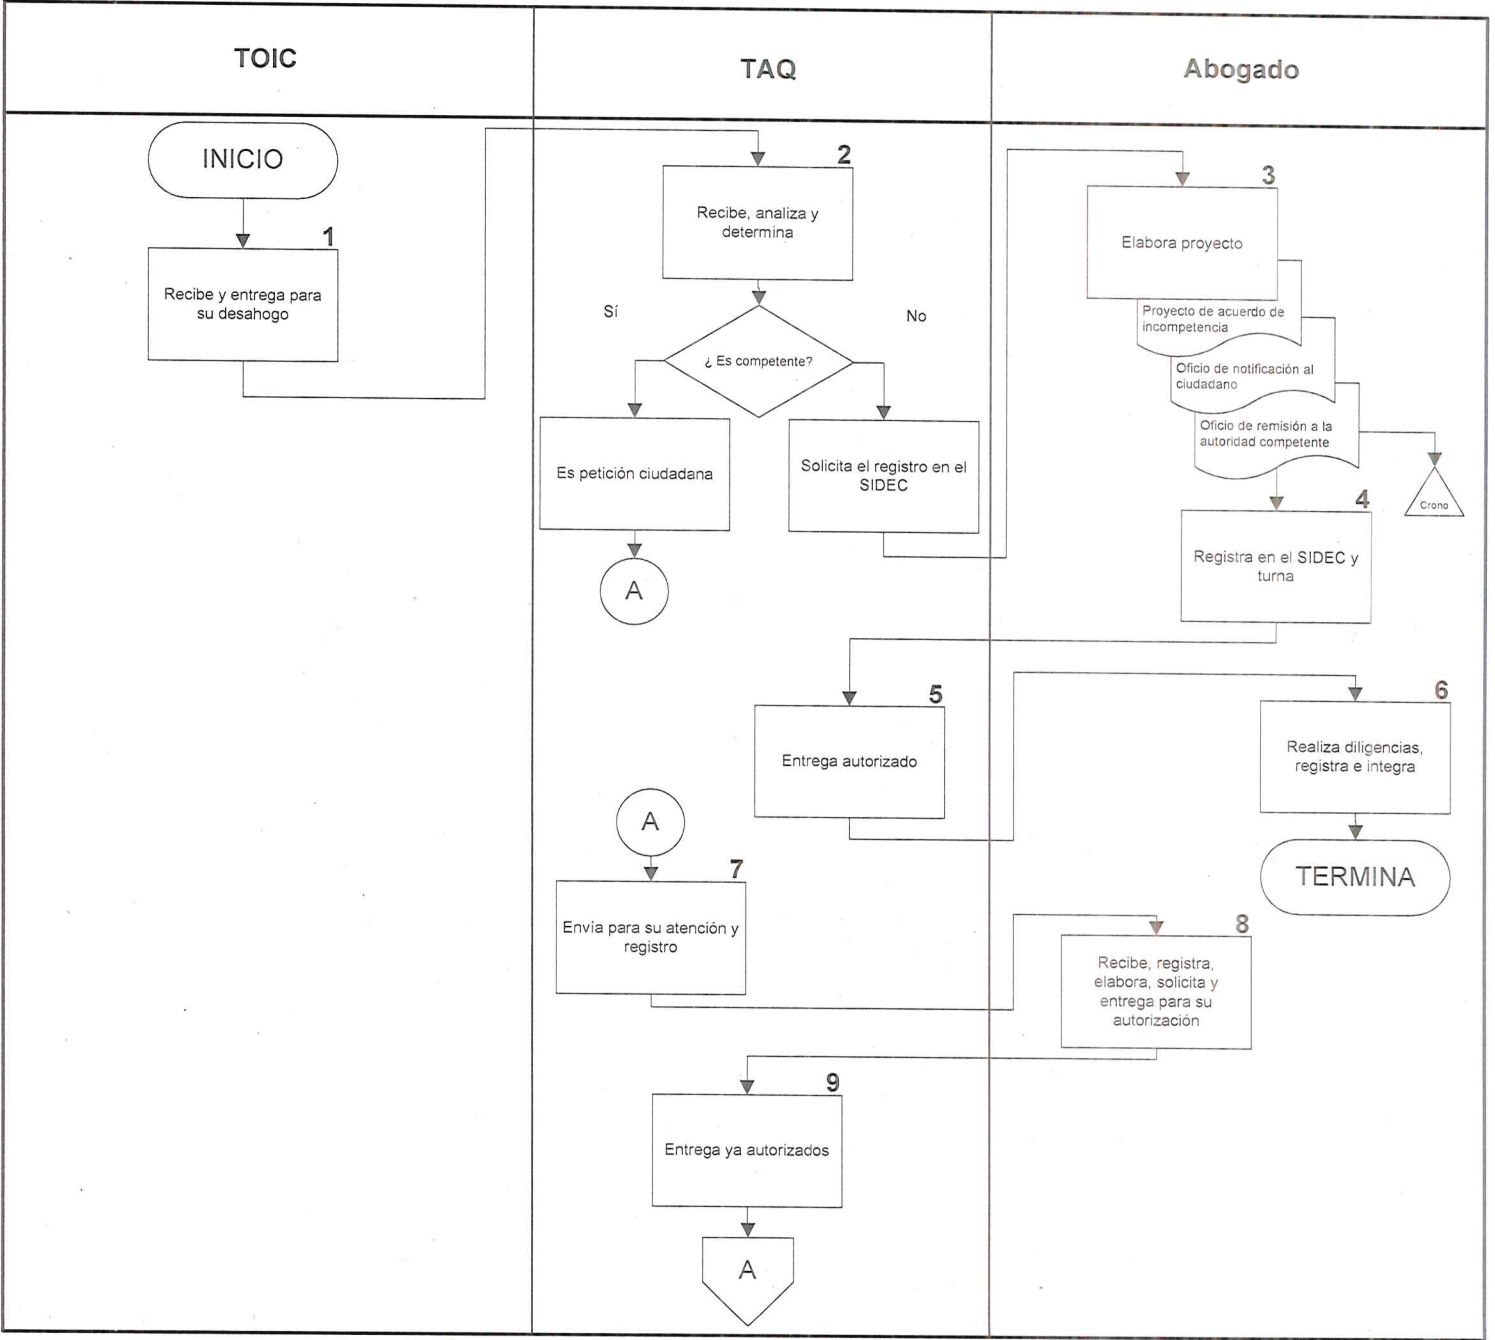 TOIC
TAQ
Abogado
INICIO
1
Recibe y entrega para
su desahogo
2
Recibe, analiza y
determina
Sí
No
¿ Es competente?
Es petición ciudadana
Solicita el registro en el
SIDEC
A
3
Elabora proyecto
Proyecto de acuerdo de
incompetencia
Oficio de notificación al
ciudadano
Oficio de remisión a la
autoridad competente
Crono
4
Registra en el SIDEC y
turna
5
Entrega autorizado
6
Realiza diligencias,
registra e integra
TERMINA
A
7
Envía para su atención y
registro
8
Recibe, registra,
elabora, solicita y
entrega para su
autorización
9
Entrega ya autorizados
A